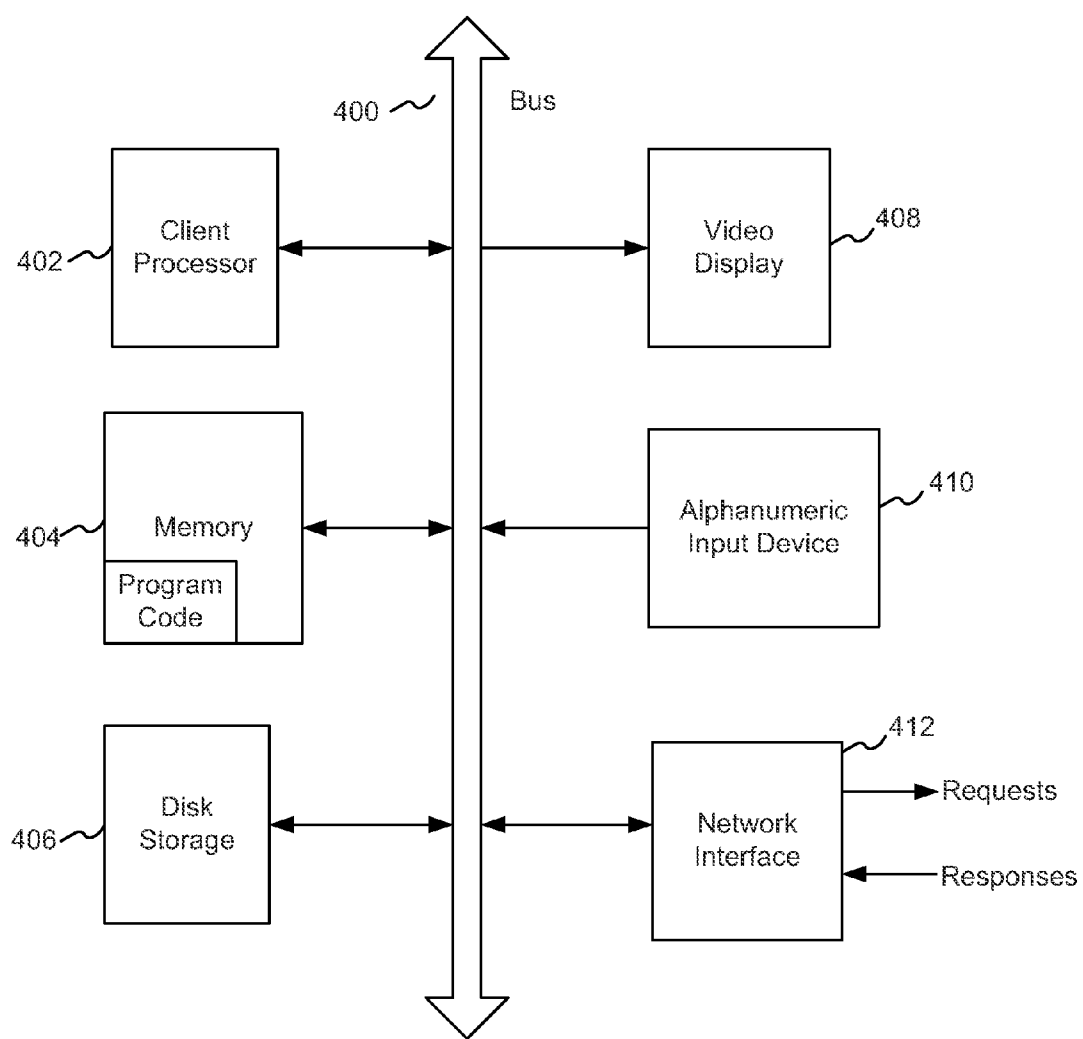 400
Bus
402
Client
Processor
Video
Display
408
404
Memory
Program
Code
Alphanumeric
Input Device
410
406
Disk
Storage
412
Network
Interface
Requests
Responses